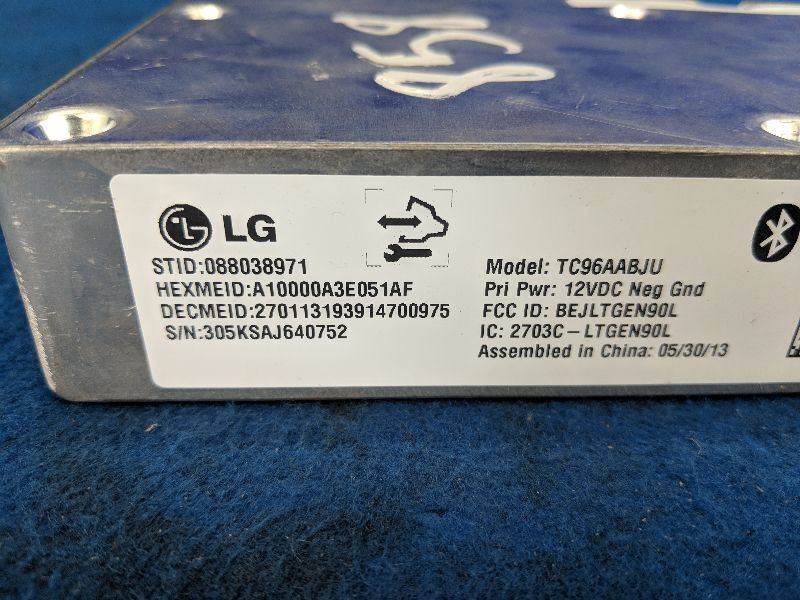 858
LG
STID:088038971
HEXMEID:A10000A3E051AF
DECMEID:270113193914700975
S/N:305KSAJ640752
Model: TC96AABJU
Pri Pwr: 12VDC Neg Gnd
FCC ID: BEJLTGEN90L
IC: 2703C-LTGEN90L
Assembled in China: 05/30/13